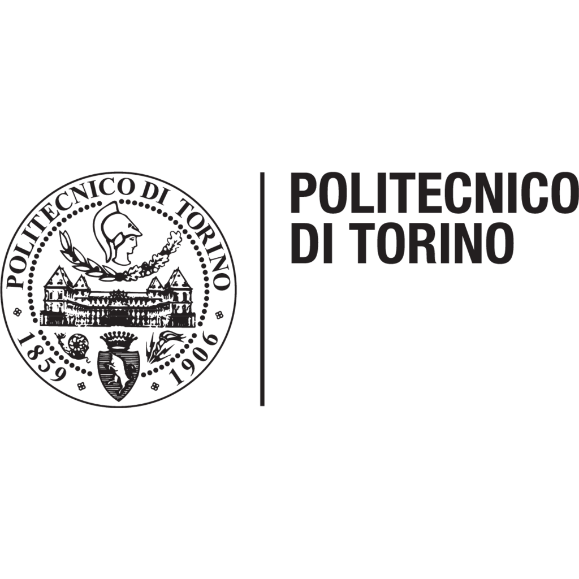 POLITECNICO DI TORINO
1859 1906
POLITECNICO
DI TORINO